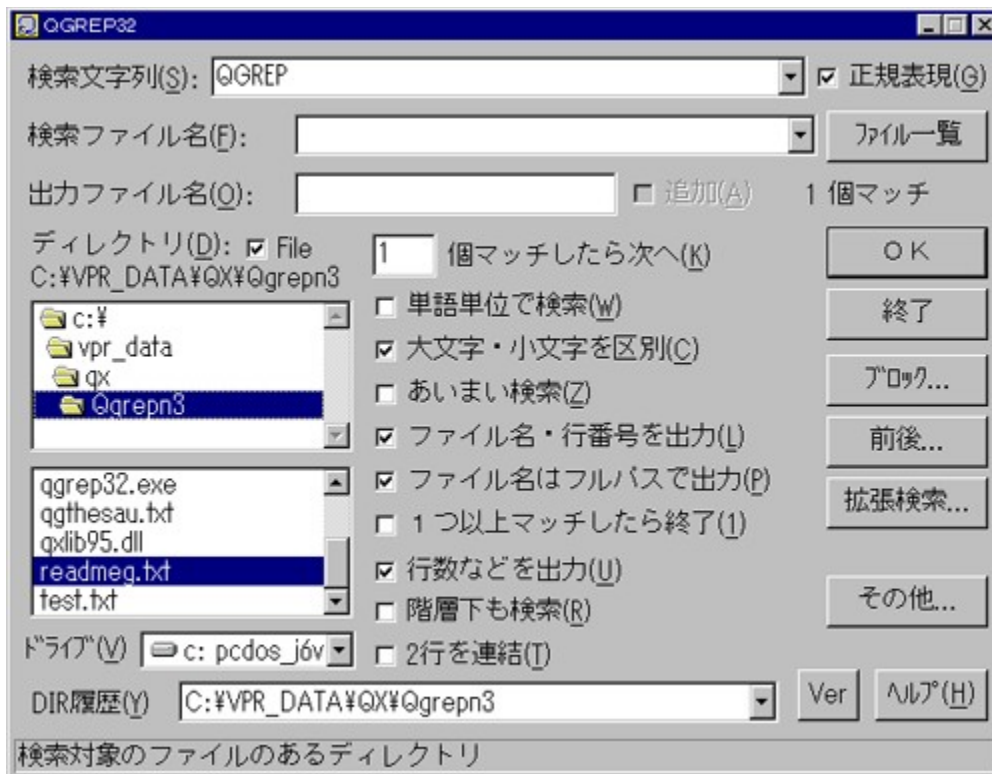 QGREP32
検索文字列(S): QGREP 正規表現(G)
検索ファイル名(F): ﾌｧｲﾙ一覧
出力ファイル名(O): 追加(A) 1 個マッチ
ディレクトリ(D): File
C:¥VPR_DATA¥QX¥Qgrepn3
c:¥
vpr_data
qx
Qgrepn3
qgrep32.exe
qgthesau.txt
qxlib95.dll
readmeg.txt
test.txt
ﾄﾞﾗｲﾌﾞ(V) c: pcdos_j6v
1 個マッチしたら次へ(K)
単語単位で検索(W)
大文字・小文字を区別(C)
あいまい検索(Z)
ファイル名・行番号を出力(L)
ファイル名はフルパスで出力(P)
1つ以上マッチしたら終了(1)
行数などを出力(U)
階層下も検索(R)
2行を連結(T)
OK
終了
ﾌﾞﾛｯｸ...
前後...
拡張検索...
その他...
DIR履歴(Y) C:¥VPR_DATA¥QX¥Qgrepn3 Ver ﾍﾙﾌﾟ(H)
検索対象のファイルのあるディレクトリ